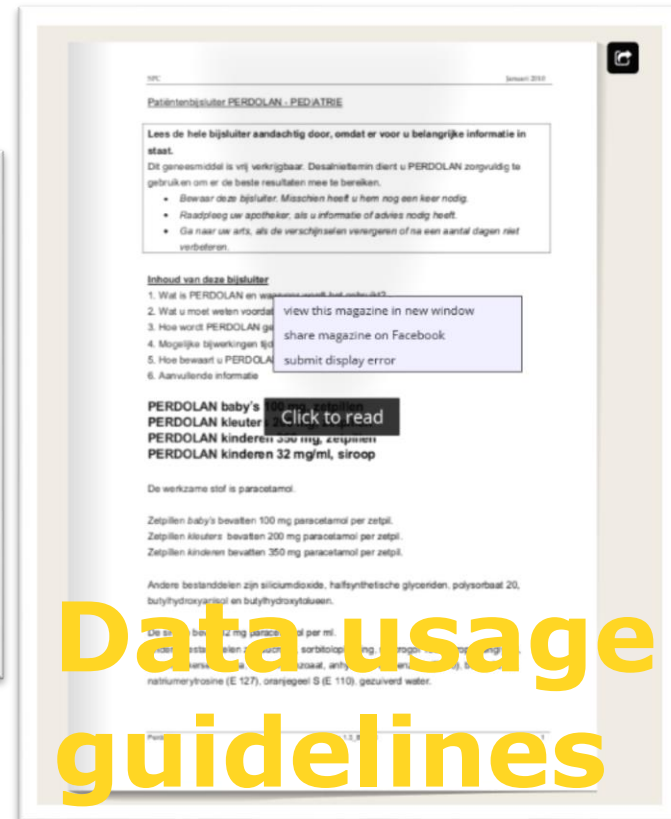 SPC Januari 2010
Patiëntenbijsluiter PERDOLAN - PEDIATRIE
Lees de hele bijsluiter aandachtig door, omdat er voor u belangrijke informatie in
staat.
Dit geneesmiddel is vrij verkrijgbaar. Desalniettemin dient u PERDOLAN zorgvuldig te
gebruiken om er de beste resultaten mee te bereiken.
• Bewaar deze bijsluiter. Misschien heeft u hem nog een keer nodig.
• Raadpleeg uw apotheker, als u informatie of advies nodig heeft.
• Ga naar uw arts, als de verschijnselen verergeren of na een aantal dagen niet
verbeteren.
Inhoud van deze bijsluiter
1. Wat is PERDOLAN en
2. Wat u moet weten
3. Hoe wordt PERDOLAN
4. Mogelijke bijwerkingen
5. Hoe bewaart u
6. Aanvullende informatie
view this magazine in new window
share magazine on Facebook
submit display error
PERDOLAN baby's
PERDOLAN
PERDOLAN kinderen 350 mg, zetpillen
PERDOLAN kinderen 32 mg/ml, siroop
Click to read
De werkzame stof is paracetamol.
Zetpillen baby's bevatten 100 mg paracetamol per zetpil.
Zetpillen kleuters bevatten 200 mg paracetamol per zetpil.
Zetpillen kinderen bevatten 350 mg paracetamol per zetpil.
Andere bestanddelen zijn siliciumdioxide, halfsynthetische glyceriden, polysorbaat 20,
butylhydroxyanisol en butylhydroxytolueen.
mg paracetamol per ml.
natriumerytrosine (E 127), oranjegeel S (E 110), gezuiverd water.
Data usage
guidelines